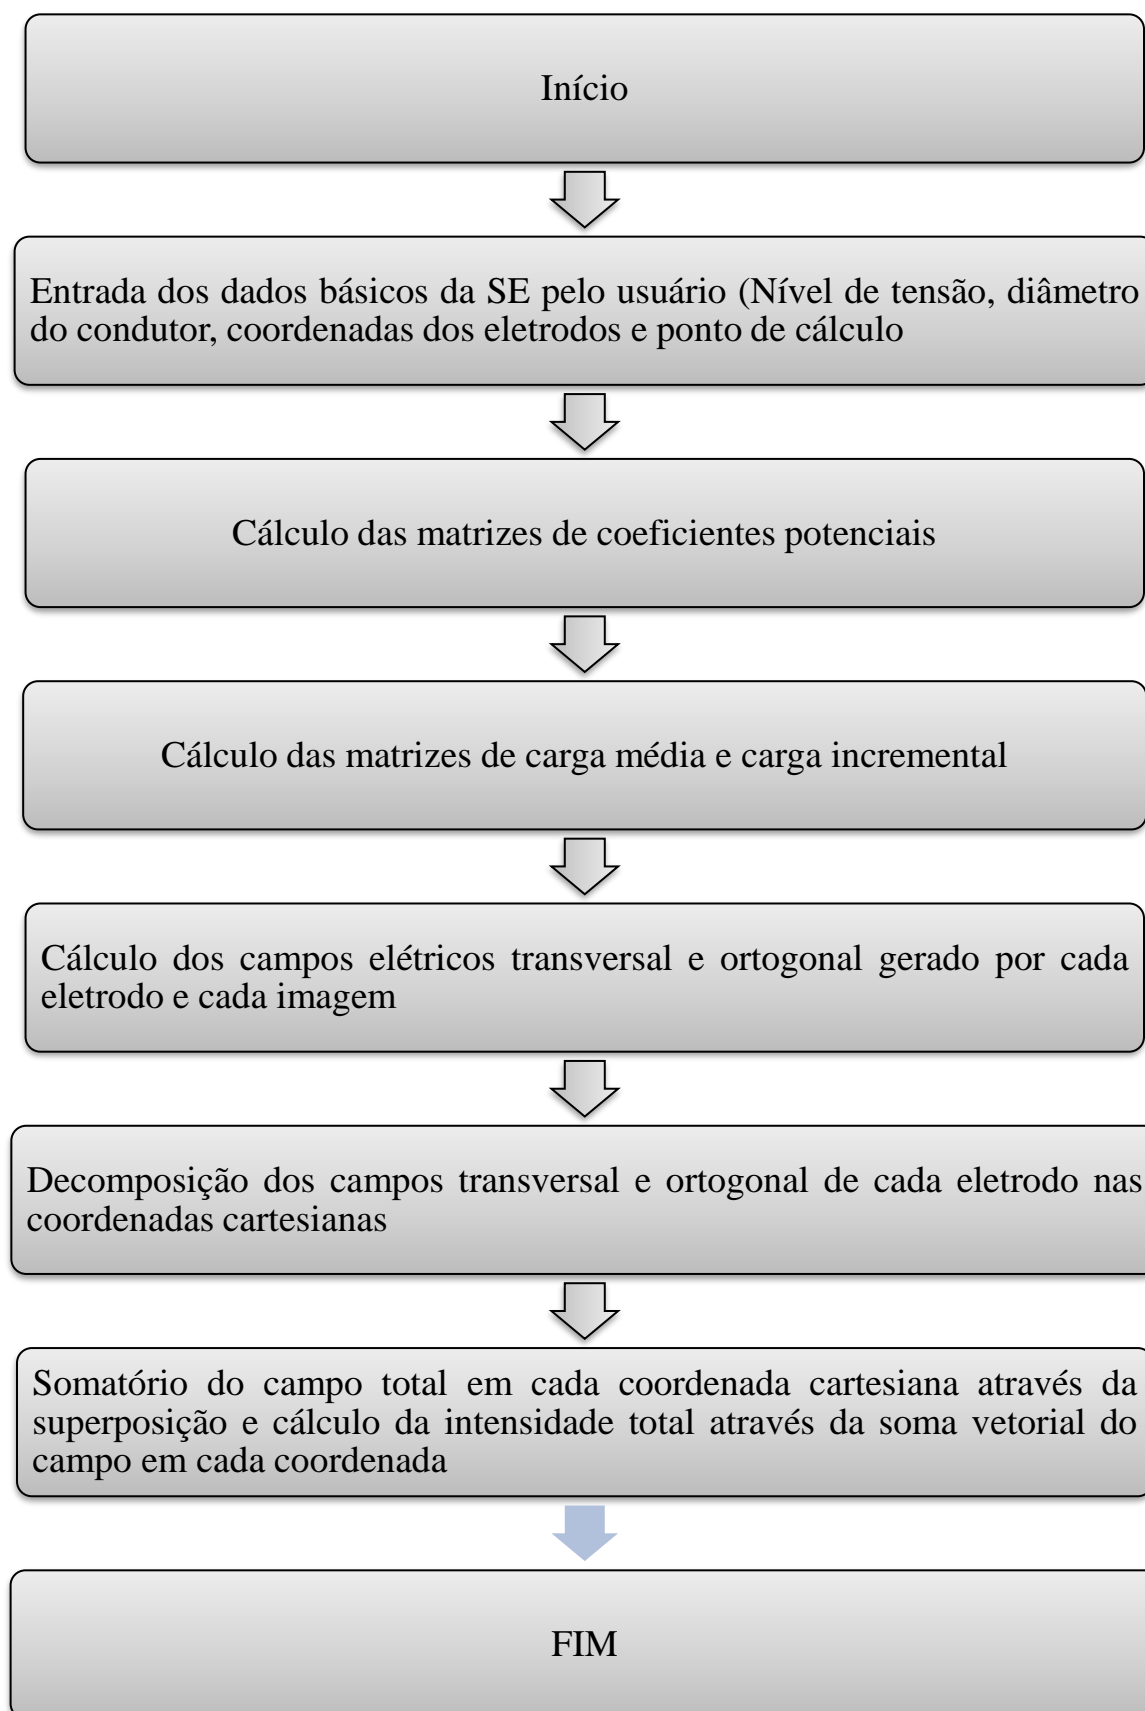 Início
Entrada dos dados básicos da SE pelo usuário (Nível de tensão, diâmetro
do condutor, coordenadas dos eletrodos e ponto de cálculo
Cálculo das matrizes de coeficientes potenciais
Cálculo das matrizes de carga média e carga incremental
Cálculo dos campos elétricos transversal e ortogonal gerado por cada
eletrodo e cada imagem
Decomposição dos campos transversal e ortogonal de cada eletrodo nas
coordenadas cartesianas
Somatório do campo total em cada coordenada cartesiana através da
superposição e cálculo da intensidade total através da soma vetorial do
campo em cada coordenada
FIM